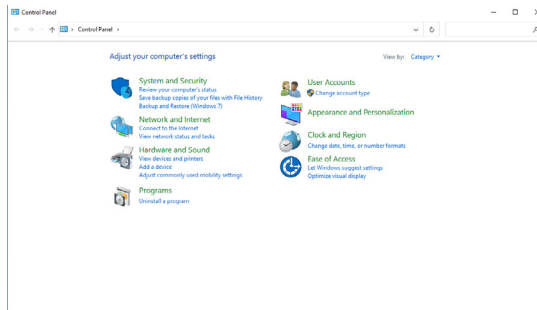 Control Panel
Control Panel
Adjust your computer's settings
View by: Category
System and Security
Review your computer's status
Save backup copies of your files with File History
Backup and Restore (Windows 7)
Network and Internet
Connect to the Internet
View network status and tasks
Hardware and Sound
View devices and printers
Add a device
Adjust commonly used mobility settings
Programs
Uninstall a program
User Accounts
Change account type
Appearance and Personalization
Clock and Region
Change date, time, or number formats
Ease of Access
Let Windows suggest settings
Optimize visual display